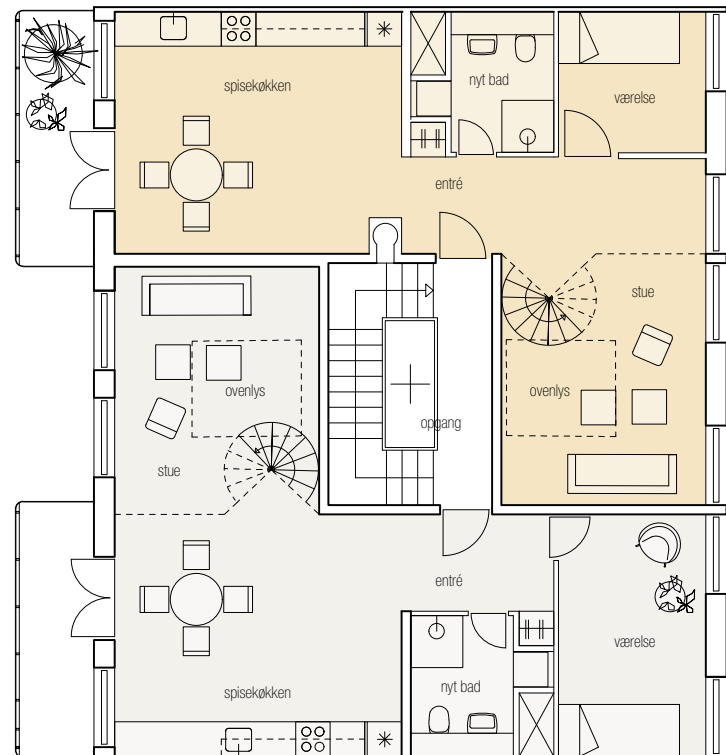 spisekøkken
nyt bad
værelse
entré
stue
ovenlys
ovenlys
opgang
stue
entré
værelse
nyt bad
spisekøkken